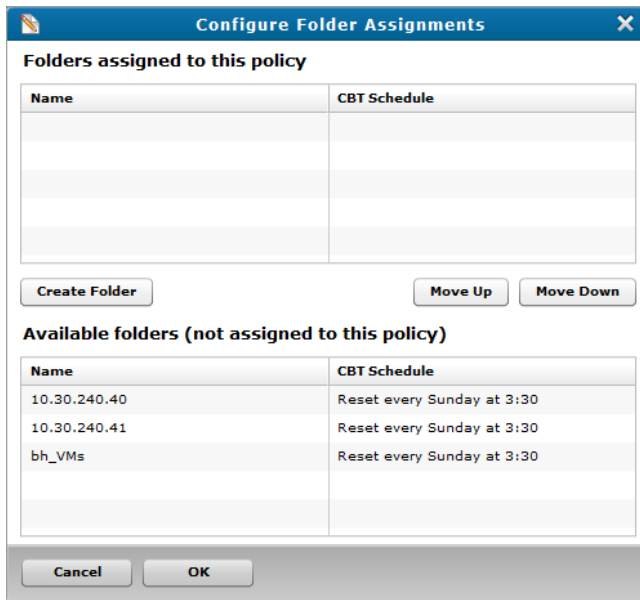 Configure Folder Assignments
Folders assigned to this policy
Name CBT Schedule
Create Folder Move Up Move Down
Available folders (not assigned to this policy)
Name CBT Schedule
10.30.240.40 Reset every Sunday at 3:30
10.30.240.41 Reset every Sunday at 3:30
bh_VMs Reset every Sunday at 3:30
Cancel OK